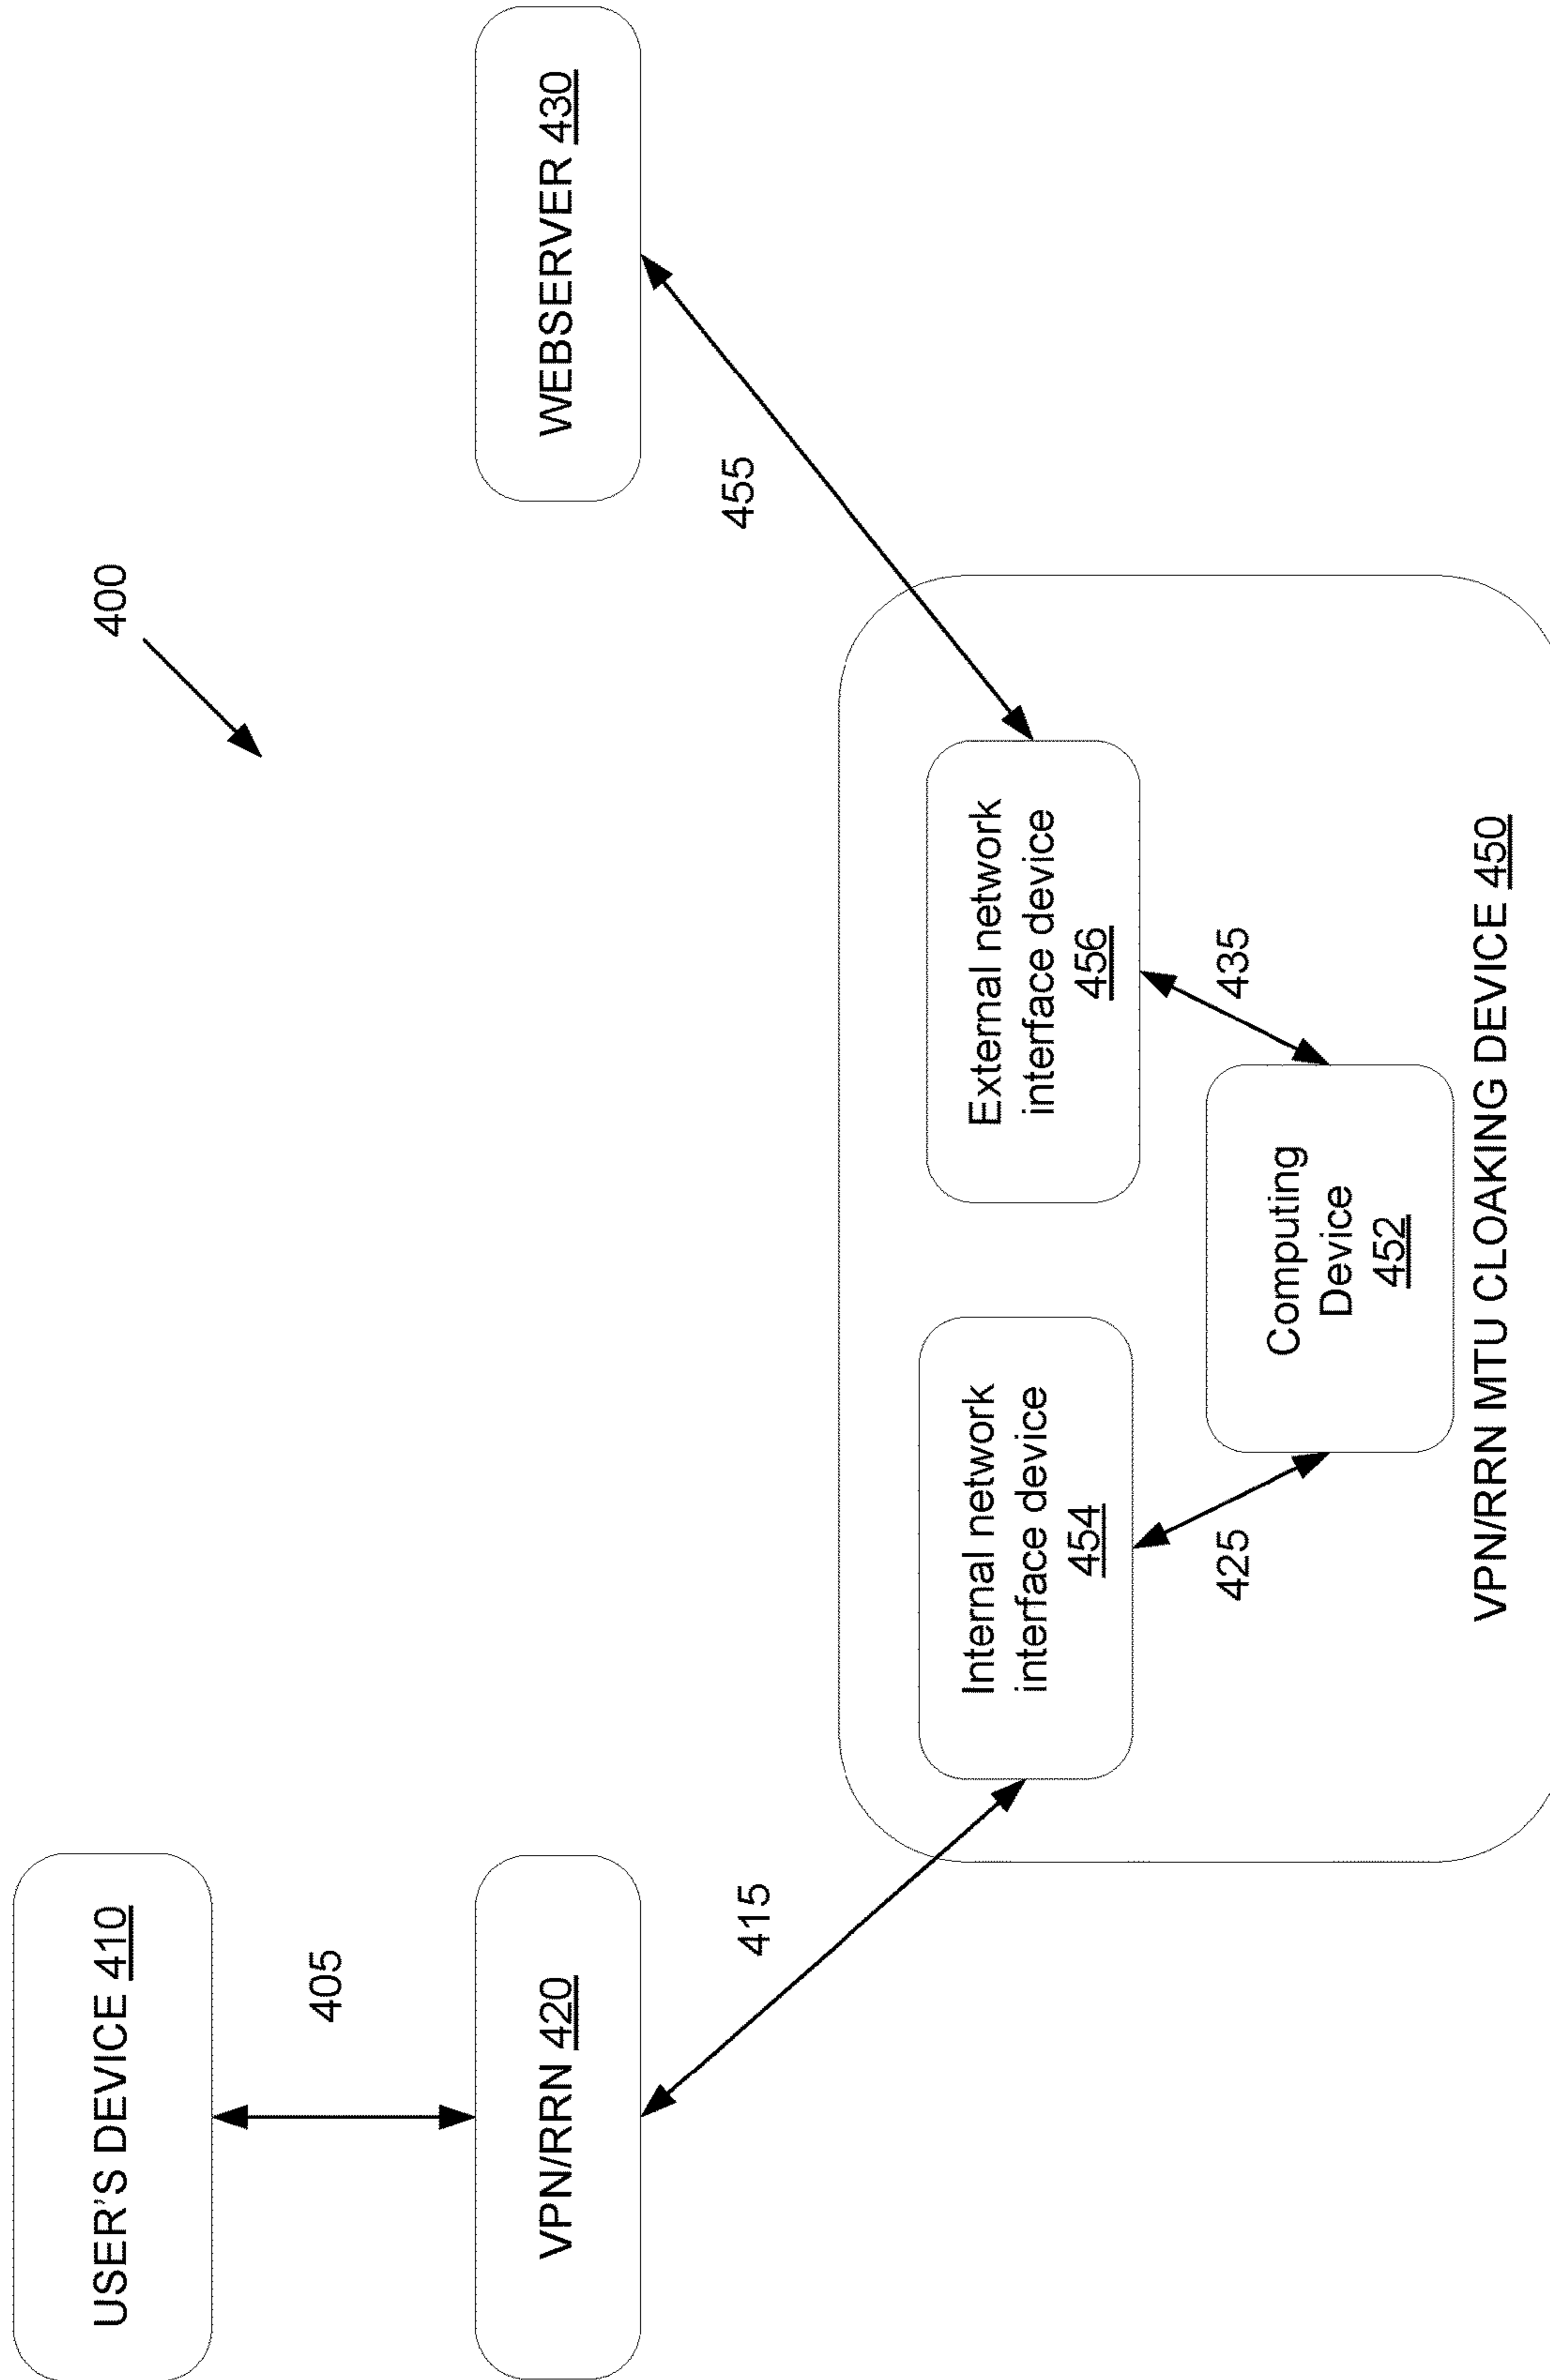 400
USER'S DEVICE 410
405
VPN/RRN 420
WEBSERVER 430
415
455
Internal network
interface device
454
External network
interface device
456
425
435
Computing
Device
452
VPN/RRN MTU CLOAKING DEVICE 450